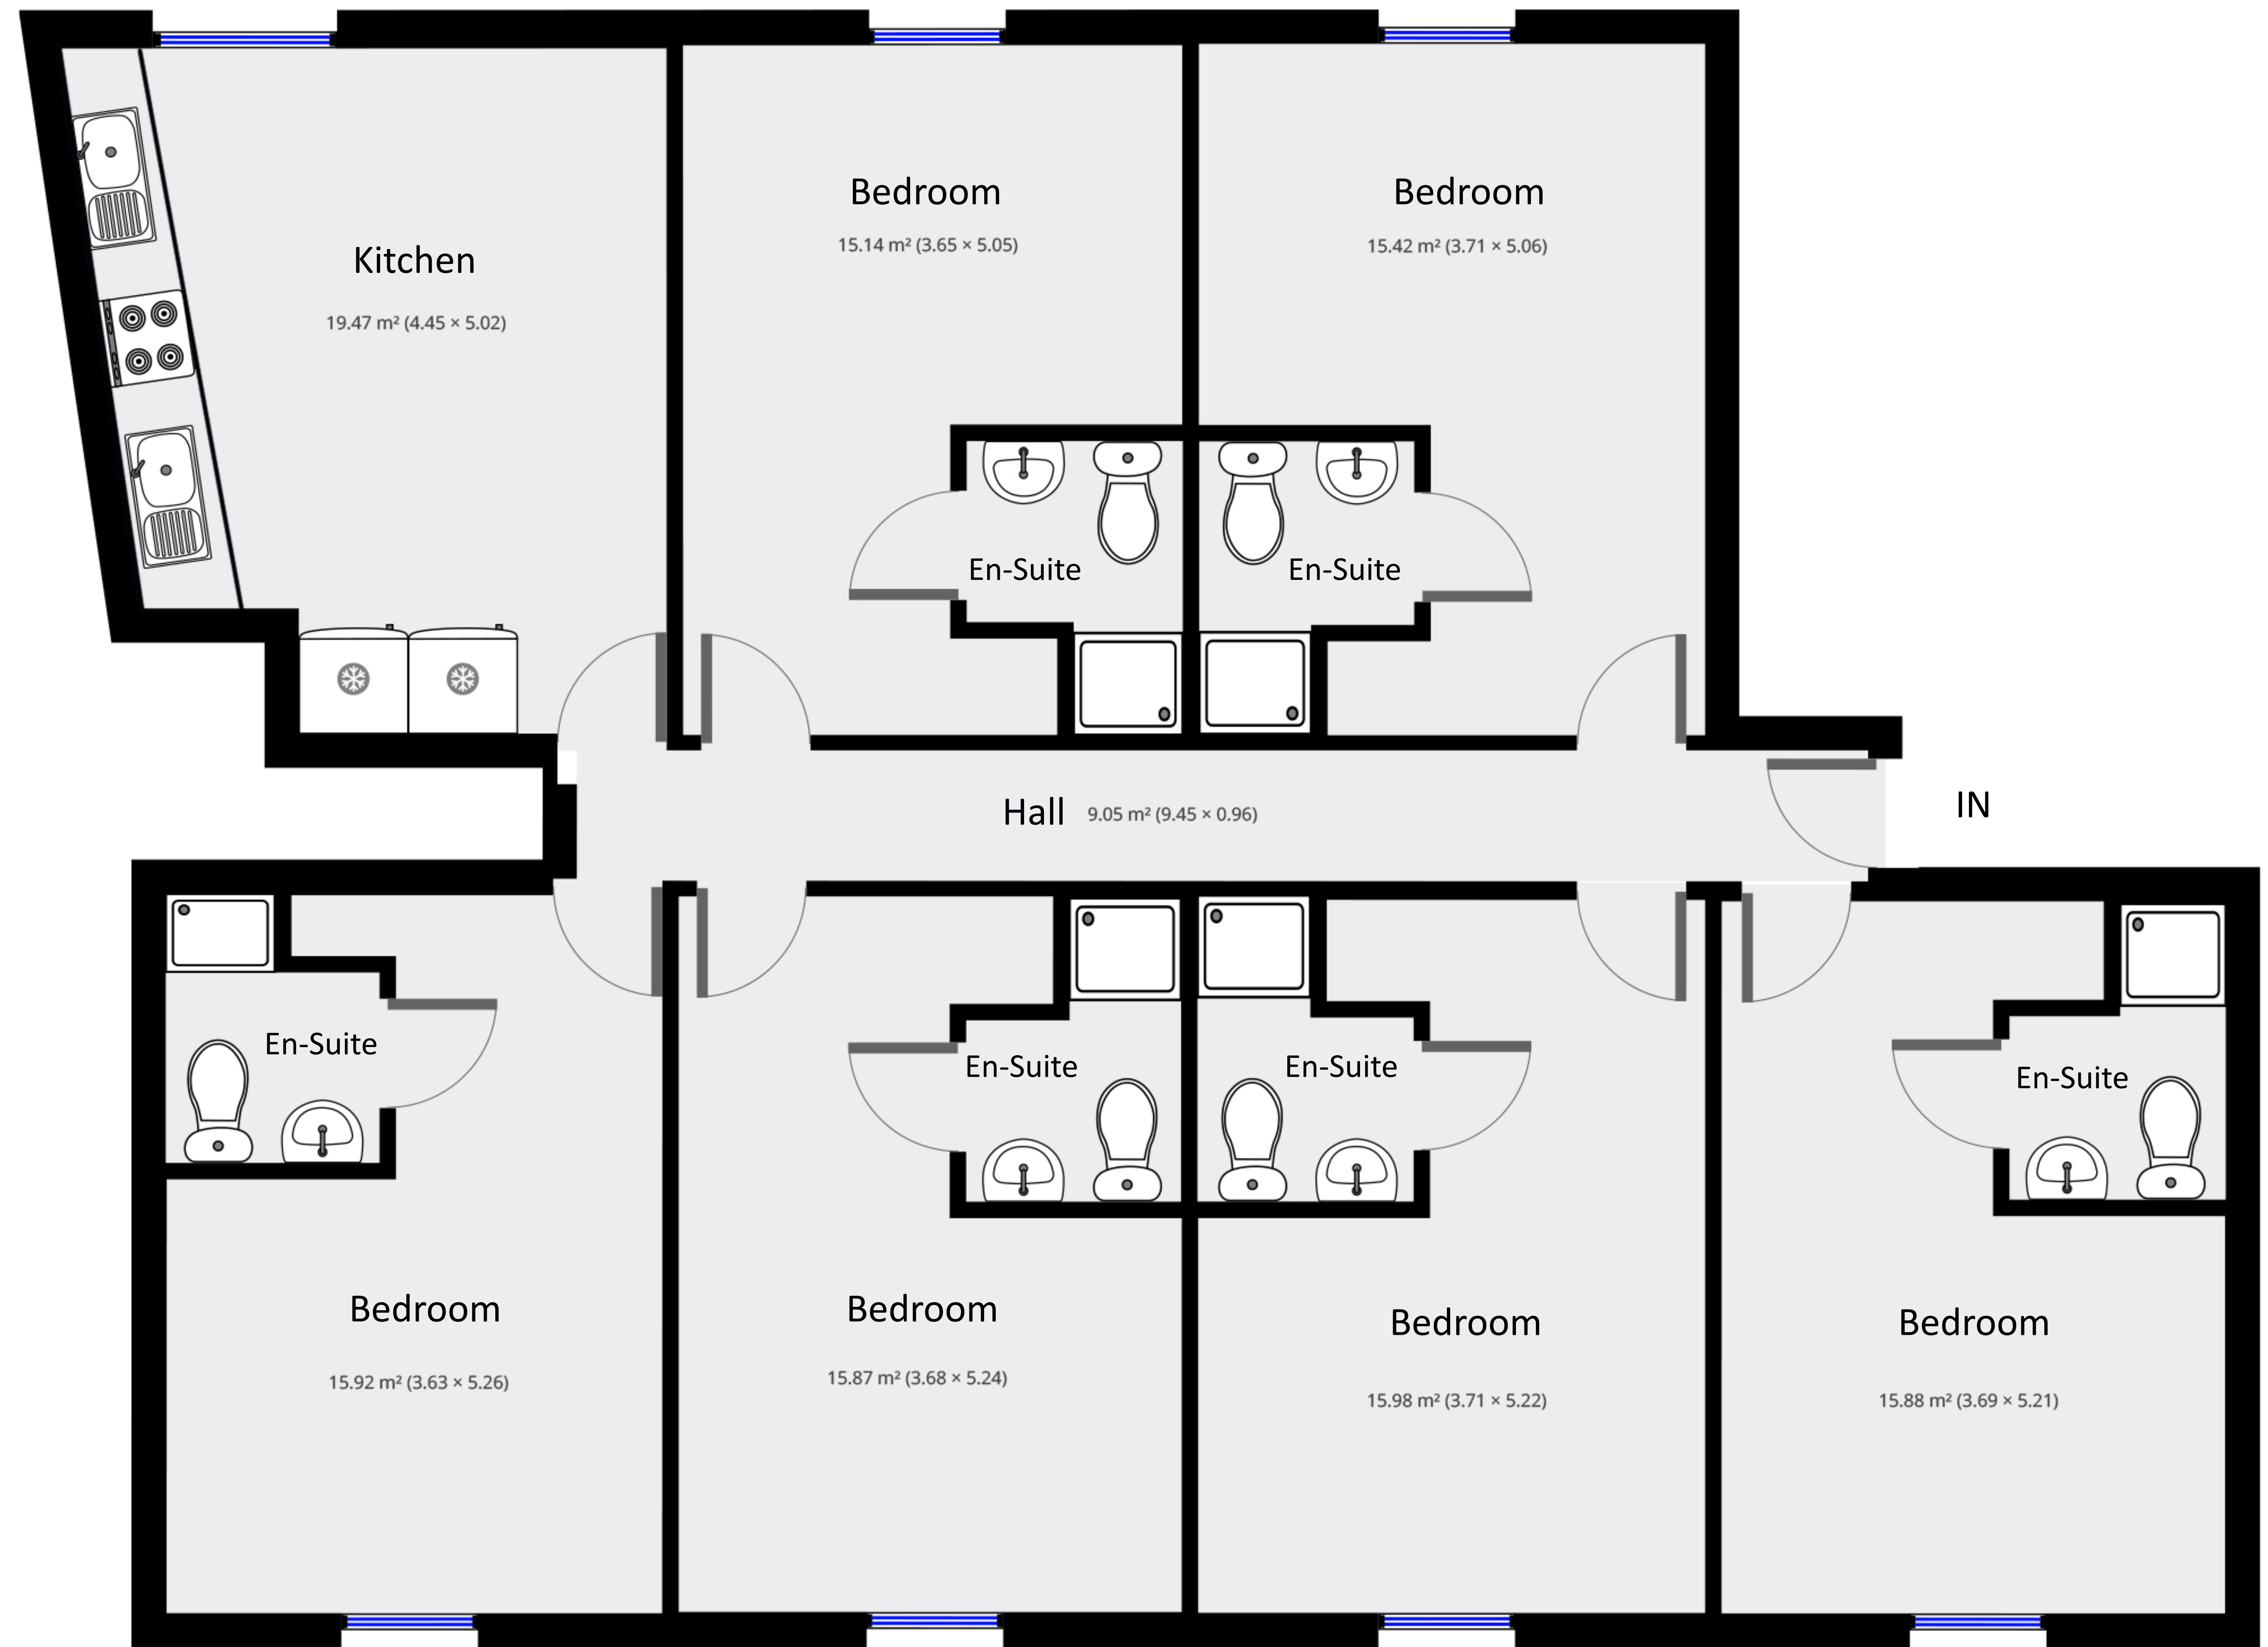 Kitchen
19.47 m² (4.45 × 5.02)
Bedroom
15.14 m² (3.65 × 5.05)
Bedroom
15.42 m² (3.71 × 5.06)
En-Suite
En-Suite
Hall 9.05 m² (9.45 × 0.96)
IN
En-Suite
En-Suite
En-Suite
En-Suite
Bedroom
15.92 m² (3.63 × 5.26)
Bedroom
15.87 m² (3.68 × 5.24)
Bedroom
15.98 m² (3.71 × 5.22)
Bedroom
15.88 m² (3.69 × 5.21)